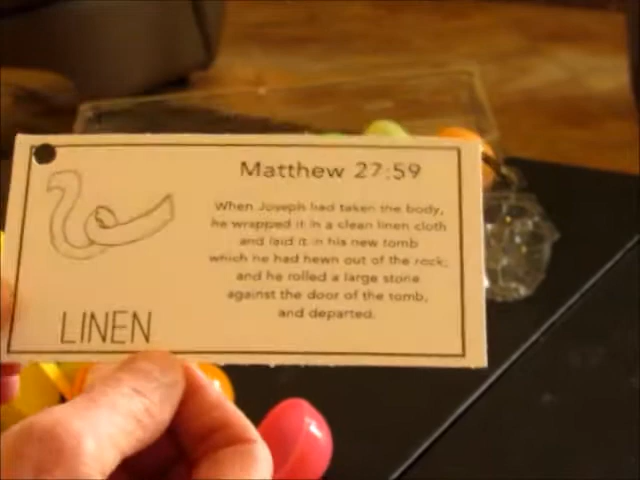 Matthew 27:59
When Joseph had taken the body,
he wrapped it in a clean linen cloth
and laid it in his new tomb
which he had hewn out of the rock;
and he rolled a large stone
against the door of the tomb,
and departed.
LINEN